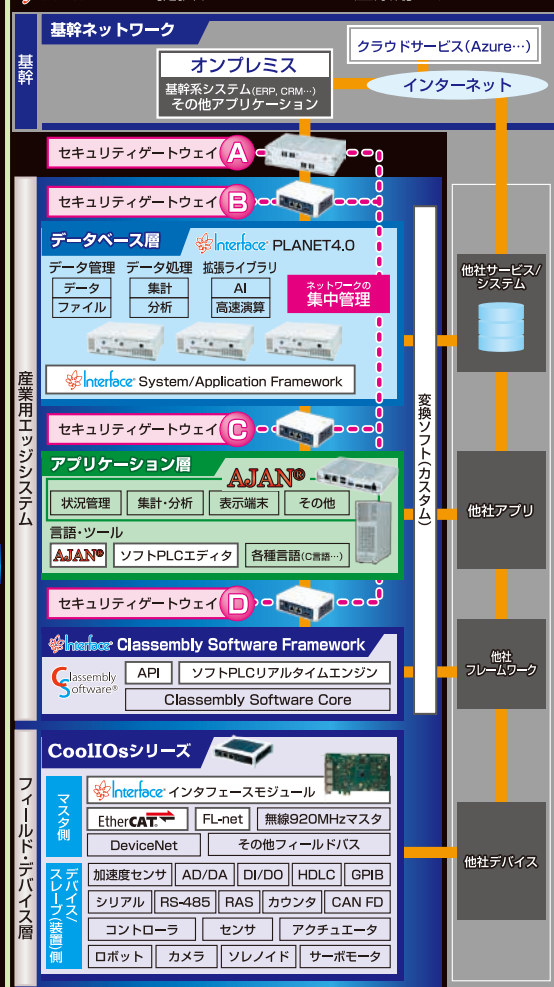 基幹
基幹ネットワーク
オンプレミス
基幹系システム(ERP, CRM…)
その他アプリケーション
クラウドサービス(Azure…)
インターネット
セキュリティゲートウェイ A
セキュリティゲートウェイ B
産業用エッジシステム
データベース層
Interface PLANET4.0
データ管理 データ処理 拡張ライブラリ
データ 集計 AI
ファイル 分析 高速演算
ネットワークの
集中管理
Interface System/Application Framework
セキュリティゲートウェイ C
アプリケーション層
AJAN®
状況管理 集計・分析 表示端末 その他
言語・ツール
AJAN® ソフトPLCエディタ 各種言語(C言語…)
セキュリティゲートウェイ D
Interface Classembly Software Framework
Classembly
Software®
API ソフトPLCリアルタイムエンジン
Classembly Software Core
変換ソフト(カスタム)
フィールド・デバイス層
CoolIOsシリーズ
マスタ側
Interface インタフェースモジュール
EtherCAT FL-net 無線920MHzマスタ
DeviceNet その他フィールドバス
デバイス/
スレーブ(装置)側
加速度センサ AD/DA DI/DO HDLC GPIB
シリアル RS-485 RAS カウンタ CAN FD
コントローラ センサ アクチュエータ
ロボット カメラ ソレノイド サーボモータ
他社サービス/
システム
他社アプリ
他社
フレームワーク
他社デバイス